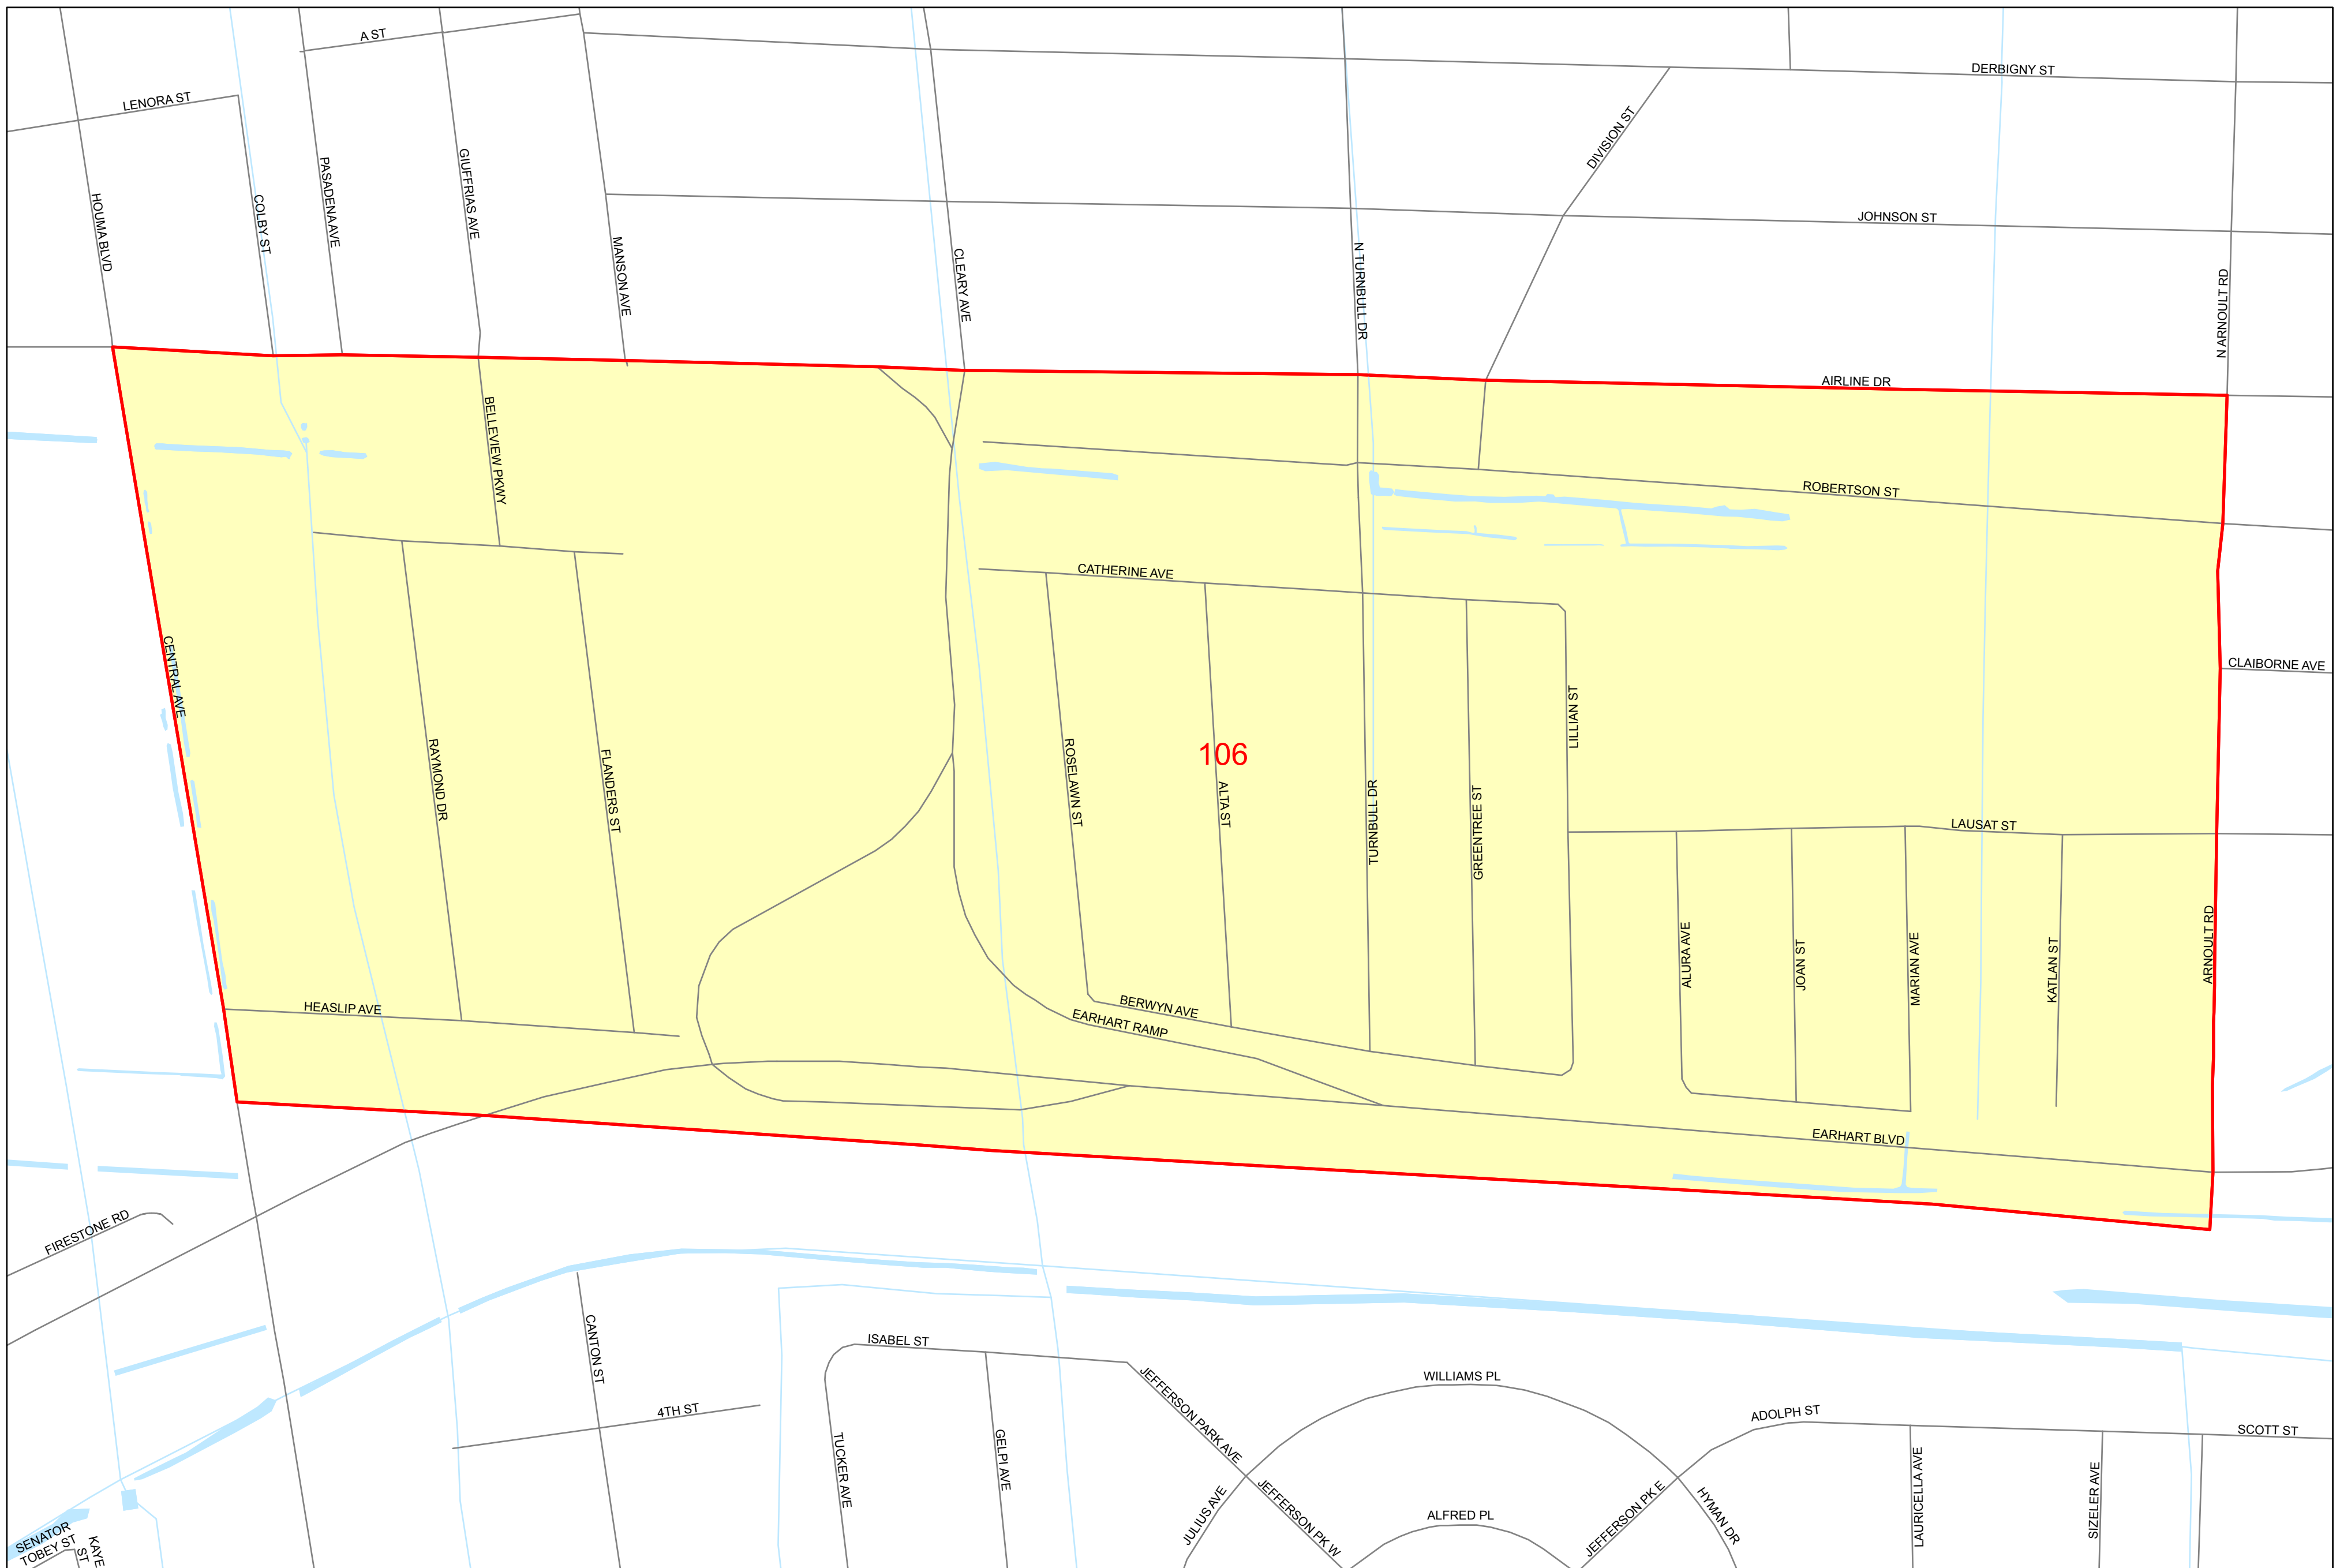 A ST
DERBIGNY ST
LENORA ST
DIVISION ST
PASADENA AVE
GIUFFRIAS AVE
HOUMA BLVD
COLBY ST
JOHNSON ST
MANSON AVE
CLEARY AVE
N TURNBULL DR
N ARNOULT RD
AIRLINE DR
BELLEVIEW PKWY
ROBERTSON ST
CATHERINE AVE
CENTRAL AVE
CLAIBORNE AVE
LILLIAN ST
106
RAYMOND DR
FLANDERS ST
ROSELAWN ST
ALTA ST
TURNBULL DR
GREENTREE ST
LAUSAT ST
ALURA AVE
JOAN ST
MARIAN AVE
KATLAN ST
ARNOULT RD
HEASLIP AVE
BERWYN AVE
EARHART RAMP
EARHART BLVD
FIRESTONE RD
CANTON ST
ISABEL ST
JEFFERSON PARK AVE
WILLIAMS PL
4TH ST
ADOLPH ST
SCOTT ST
TUCKER AVE
GELPI AVE
JULIUS AVE
JEFFERSON PK W
ALFRED PL
JEFFERSON PK E
HYMAN DR
LAURICELLA AVE
SIZELER AVE
SENATOR
TOBEY ST
KAYE
ST